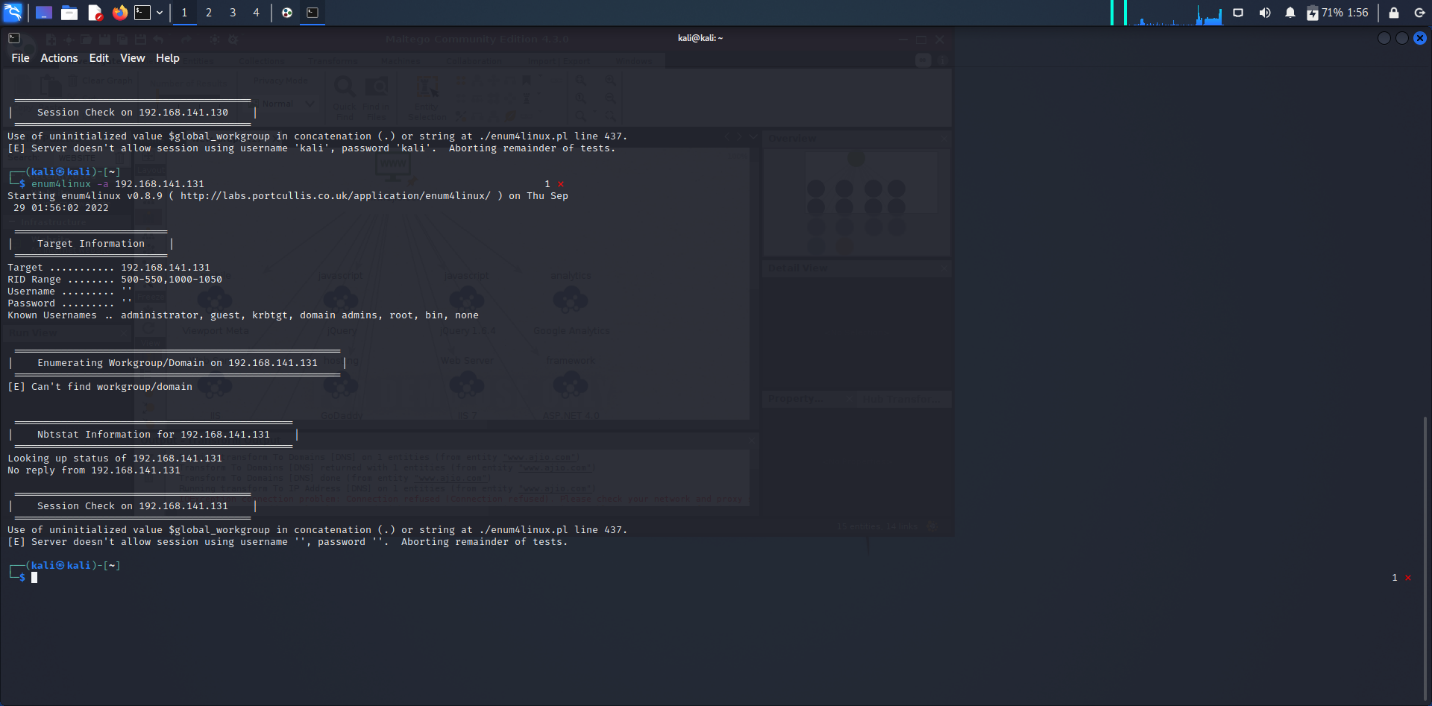 1 2 3 4 71% 1:56
kali@kali: ~
File Actions Edit View Help
| Session Check on 192.168.141.130 |
Use of uninitialized value $global_workgroup in concatenation (.) or string at ./enum4linux.pl line 437.
[E] Server doesn't allow session using username 'kali', password 'kali'. Aborting remainder of tests.
┌──(kali㉿kali)-[~]
└─$ enum4linux -a 192.168.141.131 1 ⨯
Starting enum4linux v0.8.9 ( http://labs.portcullis.co.uk/application/enum4linux/ ) on Thu Sep
29 01:56:02 2022
| Target Information |
Target ........... 192.168.141.131
RID Range ........ 500-550,1000-1050
Username ......... ''
Password ......... ''
Known Usernames .. administrator, guest, krbtgt, domain admins, root, bin, none
| Enumerating Workgroup/Domain on 192.168.141.131 |
[E] Can't find workgroup/domain
| Nbtstat Information for 192.168.141.131 |
Looking up status of 192.168.141.131
No reply from 192.168.141.131
| Session Check on 192.168.141.131 |
Use of uninitialized value $global_workgroup in concatenation (.) or string at ./enum4linux.pl line 437.
[E] Server doesn't allow session using username '', password ''. Aborting remainder of tests.
┌──(kali㉿kali)-[~]
└─$ 1 ⨯